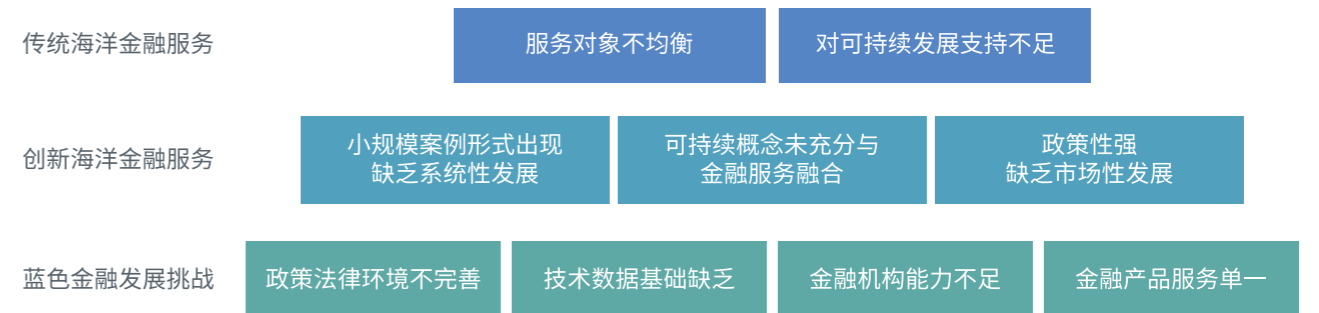 传统海洋金融服务
服务对象不均衡
对可持续发展支持不足
创新海洋金融服务
小规模案例形式出现
缺乏系统性发展
可持续概念未充分与
金融服务融合
政策性强
缺乏市场性发展
蓝色金融发展挑战
政策法律环境不完善
技术数据基础缺乏
金融机构能力不足
金融产品服务单一